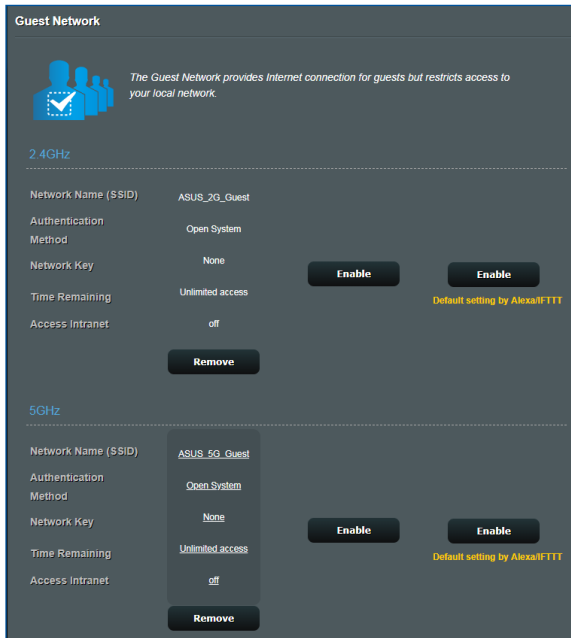 Guest Network
The Guest Network provides Internet connection for guests but restricts access to
your local network.
2.4GHz
Network Name (SSID) ASUS_2G_Guest
Authentication
Method
Open System
Network Key None
Enable Enable
Time Remaining Unlimited access
Default setting by Alexa/IFTTT
Access Intranet off
Remove
5GHz
Network Name (SSID) ASUS_5G_Guest
Authentication
Method
Open System
Network Key None
Enable Enable
Time Remaining Unlimited access
Default setting by Alexa/IFTTT
Access Intranet off
Remove